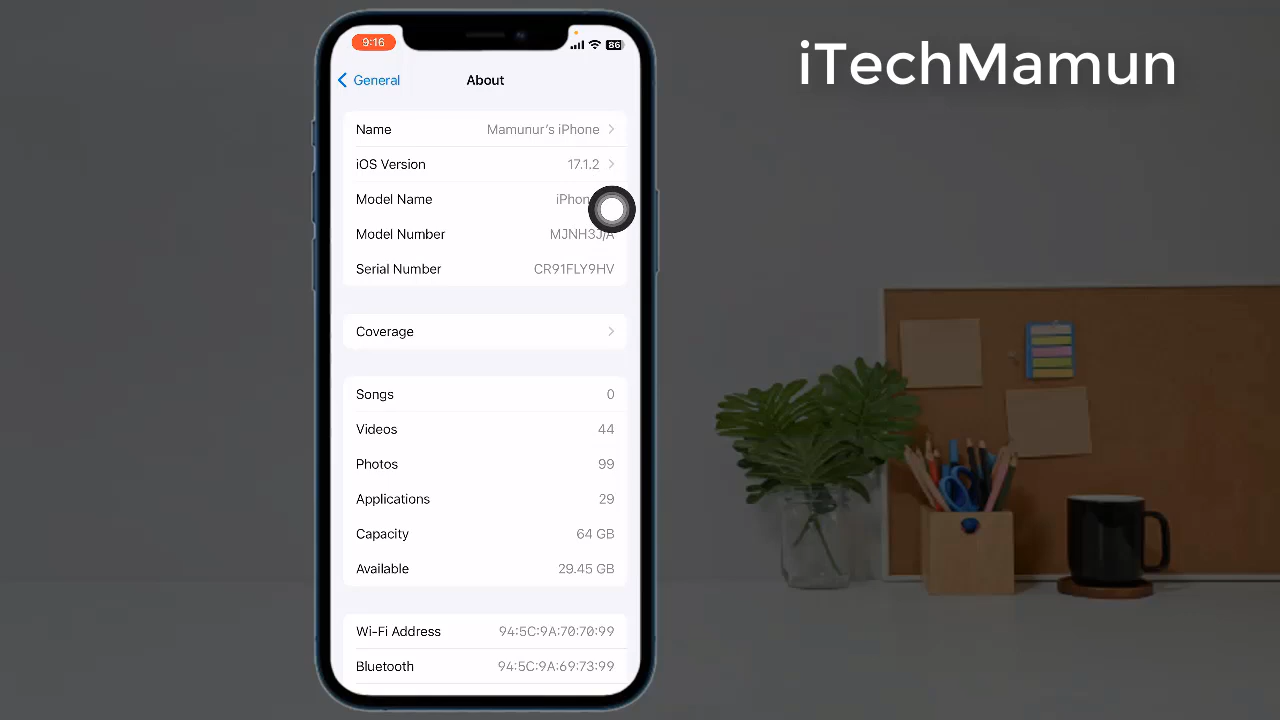 iTechMamun
9:16
86
General
About
Name Mamunur's iPhone
iOS Version 17.1.2
Model Name
Model Number MJNH3J/A
Serial Number CR91FLY9HV
Coverage
Songs 0
Videos 44
Photos 99
Applications 29
Capacity 64 GB
Available 29.45 GB
Wi-Fi Address 94:5C:9A:70:70:99
Bluetooth 94:5C:9A:69:73:99